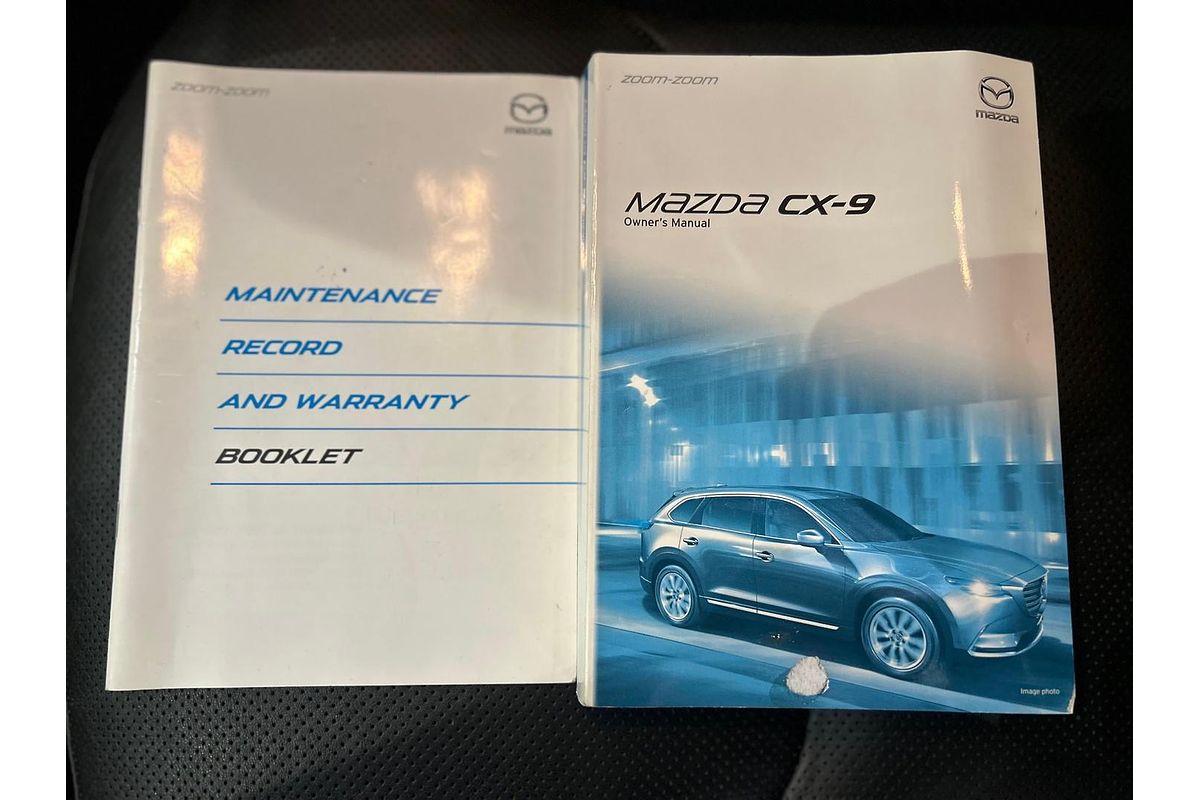 zoom-zoom
mazda
MAINTENANCE
RECORD
AND WARRANTY
BOOKLET
zoom-zoom
mazda
mazda CX-9
Owner's Manual
Image photo